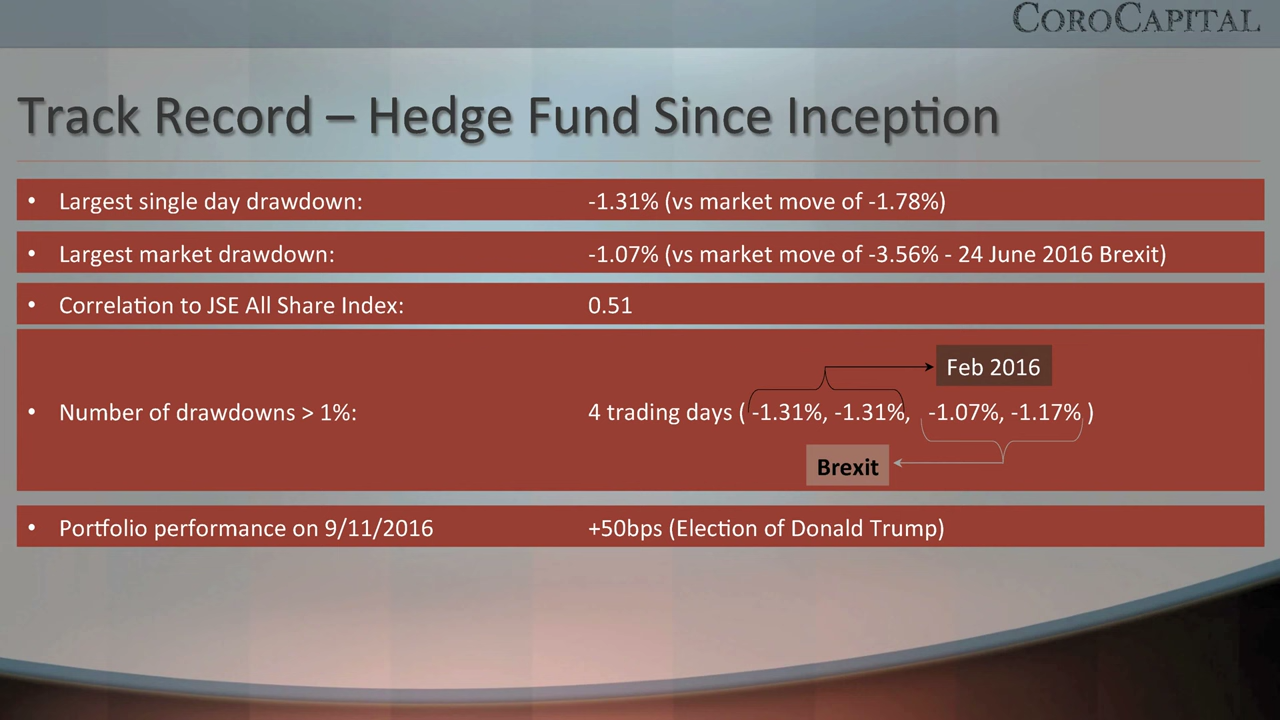 COROCAPITAL
Track Record – Hedge Fund Since Inception
• Largest single day drawdown: -1.31% (vs market move of -1.78%)
• Largest market drawdown: -1.07% (vs market move of -3.56% - 24 June 2016 Brexit)
• Correlation to JSE All Share Index: 0.51
Feb 2016
• Number of drawdowns > 1%: 4 trading days ( -1.31%, -1.31%, -1.07%, -1.17% )
Brexit
• Portfolio performance on 9/11/2016 +50bps (Election of Donald Trump)